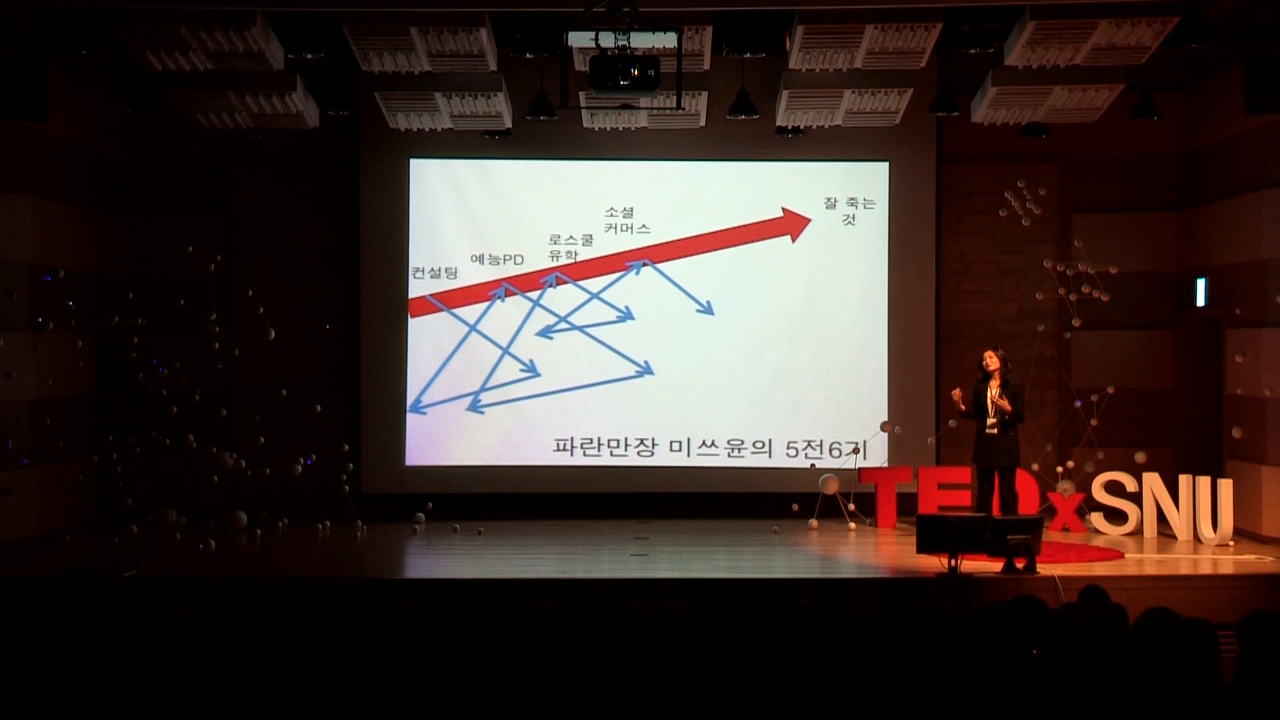 컨설팅
예능PD
로스쿨
유학
소셜
커머스
잘 죽는
것
파란만장 미쓰윤의 5전6기
TEDxSNU